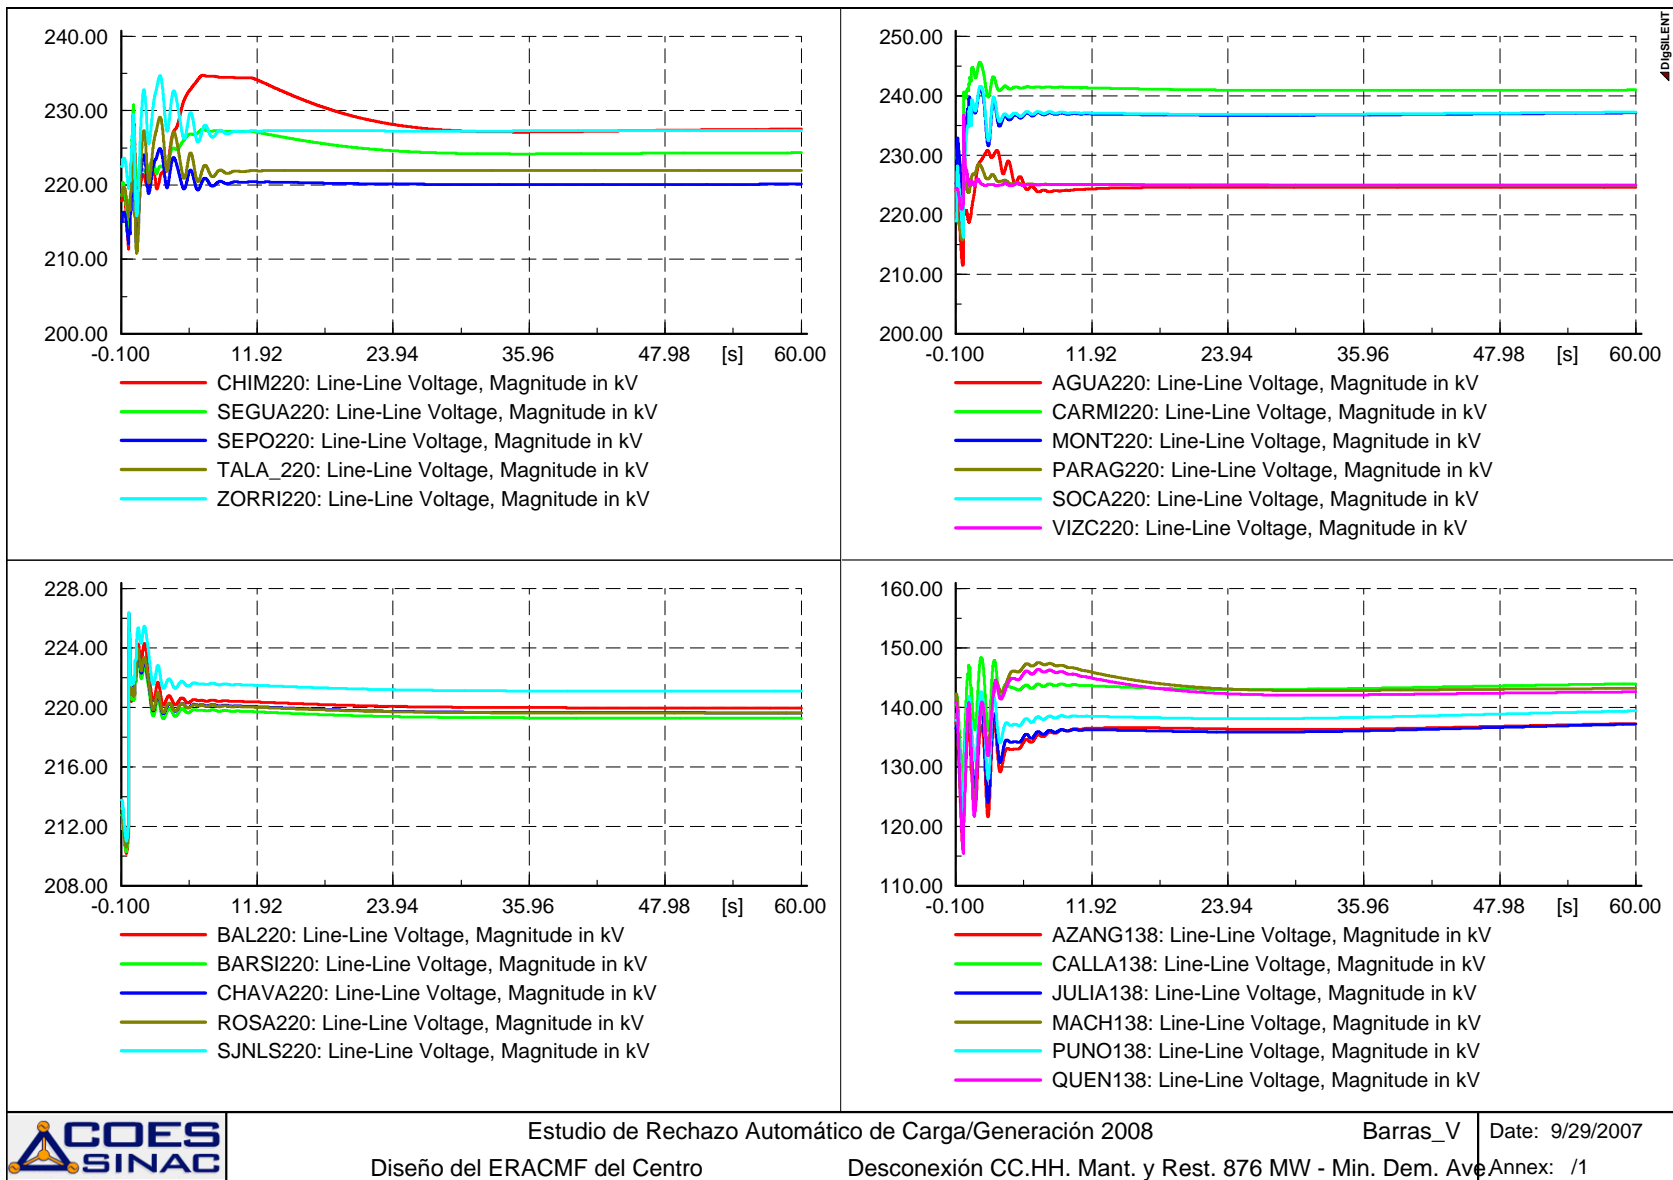 DIgSILENT
240.00
230.00
220.00
210.00
200.00
-0.100 11.92 23.94 35.96 47.98 [s] 60.00
CHIM220: Line-Line Voltage, Magnitude in kV
SEGUA220: Line-Line Voltage, Magnitude in kV
SEPO220: Line-Line Voltage, Magnitude in kV
TALA_220: Line-Line Voltage, Magnitude in kV
ZORRI220: Line-Line Voltage, Magnitude in kV
250.00
240.00
230.00
220.00
210.00
200.00
-0.100 11.92 23.94 35.96 47.98 [s] 60.00
AGUA220: Line-Line Voltage, Magnitude in kV
CARMI220: Line-Line Voltage, Magnitude in kV
MONT220: Line-Line Voltage, Magnitude in kV
PARAG220: Line-Line Voltage, Magnitude in kV
SOCA220: Line-Line Voltage, Magnitude in kV
VIZC220: Line-Line Voltage, Magnitude in kV
228.00
224.00
220.00
216.00
212.00
208.00
-0.100 11.92 23.94 35.96 47.98 [s] 60.00
BAL220: Line-Line Voltage, Magnitude in kV
BARSI220: Line-Line Voltage, Magnitude in kV
CHAVA220: Line-Line Voltage, Magnitude in kV
ROSA220: Line-Line Voltage, Magnitude in kV
SJNLS220: Line-Line Voltage, Magnitude in kV
160.00
150.00
140.00
130.00
120.00
110.00
-0.100 11.92 23.94 35.96 47.98 [s] 60.00
AZANG138: Line-Line Voltage, Magnitude in kV
CALLA138: Line-Line Voltage, Magnitude in kV
JULIA138: Line-Line Voltage, Magnitude in kV
MACH138: Line-Line Voltage, Magnitude in kV
PUNO138: Line-Line Voltage, Magnitude in kV
QUEN138: Line-Line Voltage, Magnitude in kV
COES
SINAC
Estudio de Rechazo Automático de Carga/Generación 2008 Barras_V
Diseño del ERACMF del Centro Desconexión CC.HH. Mant. y Rest. 876 MW - Min. Dem. Ave
Date: 9/29/2007
Annex: /1